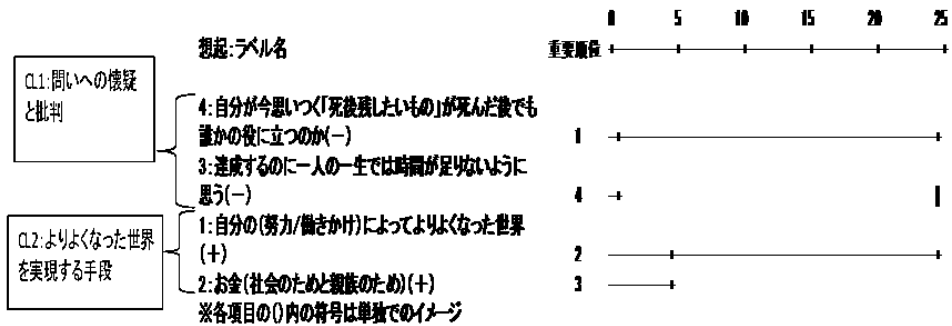 0 5 10 15 20 25
想起:ラベル名 重要順位
CL1:問いへの懐疑
と批判
4:自分が今思いつく「死後残したいもの」が死んだ後でも
誰かの役に立つのか(−) 1
3:達成するのに一人の一生では時間が足りないように
思う(−) 4
CL2:よりよくなった世界
を実現する手段
1:自分の(努力/働きかけ)によってよりよくなった世界
(+) 2
2:お金(社会のためと親族のため)(+) 3
※各項目の()内の符号は単独でのイメージ